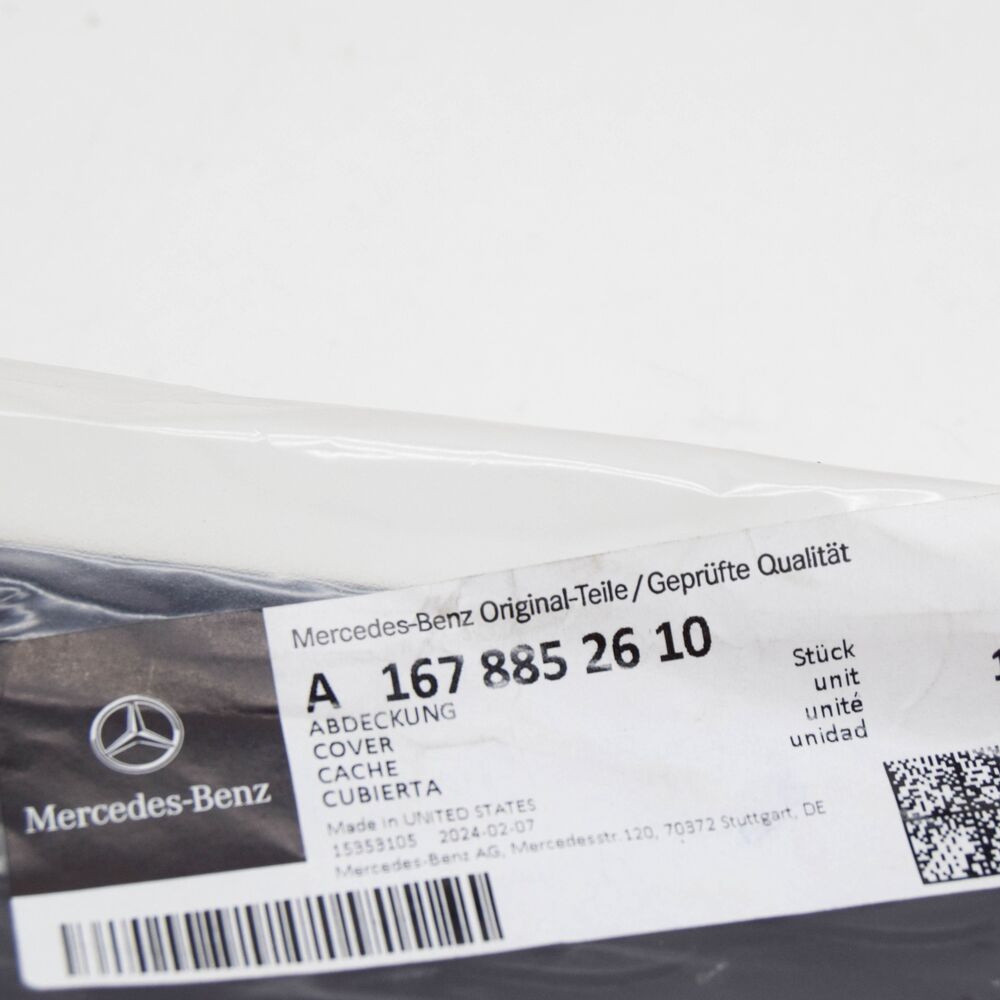 Mercedes-Benz Original-Teile / Geprüfte Qualität
A 167 885 26 10
ABDECKUNG
COVER
CACHE
CUBIERTA
Stück
unit
unité
unidad
1
Made in UNITED STATES
15353105 2024-02-07
Mercedes-Benz AG, Mercedesstr. 120, 70372 Stuttgart, DE
Mercedes-Benz